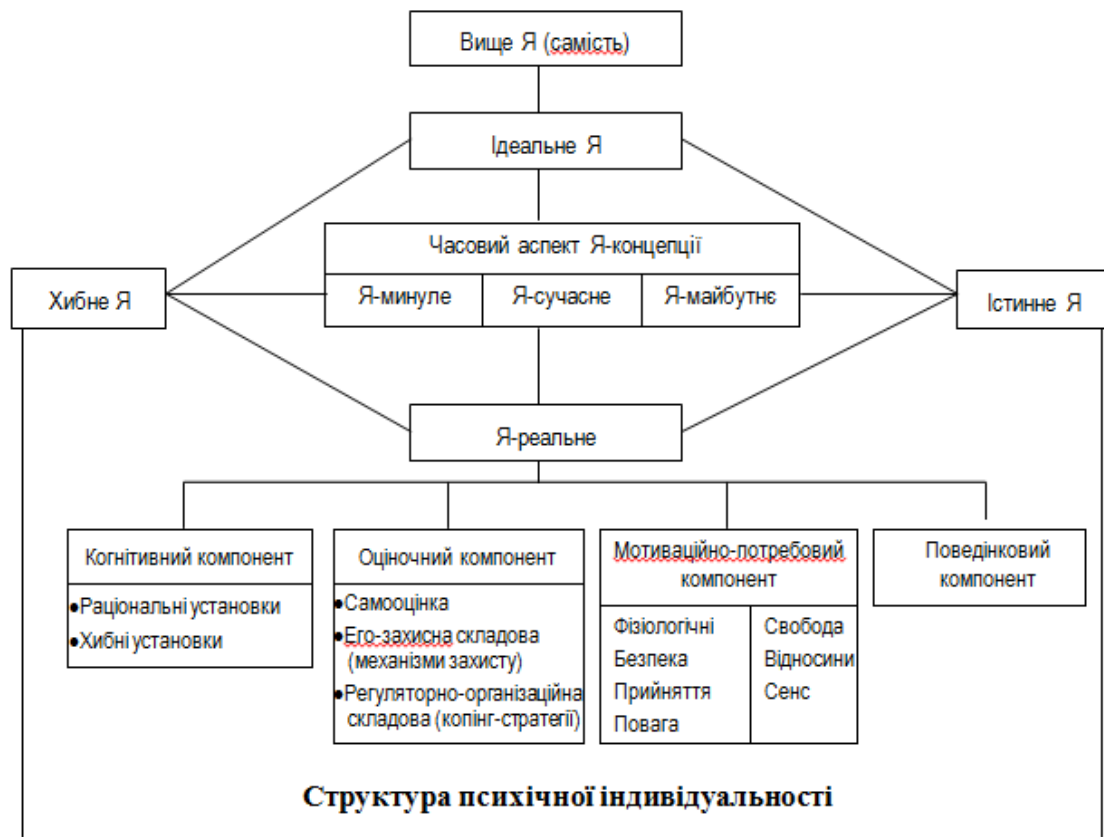 Вище Я (самість)
Ідеальне Я
Часовий аспект Я-концепції
Я-минуле
Я-сучасне
Я-майбутнє
Хибне Я
Істинне Я
Я-реальне
Когнитивний компонент
●Раціональні установки
●Хибні установки
Оціночний компонент
●Самооцінка
●Его-захисна складова
(механізми захисту)
●Регуляторно-організаційна
складова (копінг-стратегії)
Мотиваційно-потребовий
компонент
Фізіологічні
Безпека
Прийняття
Повага
Свобода
Відносини
Сенс
Поведінковий
компонент
Структура психічної індивідуальності